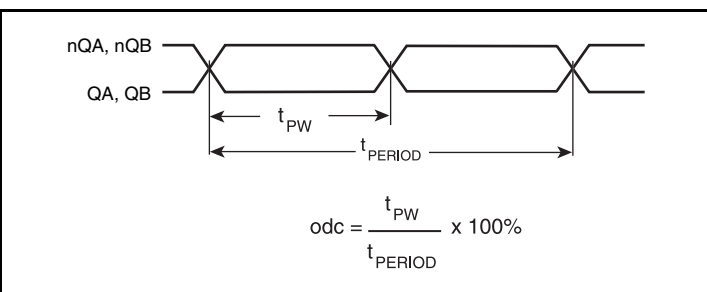 nQA, nQB
QA, QB
tPW
tPERIOD
odc = tPW / tPERIOD x 100%